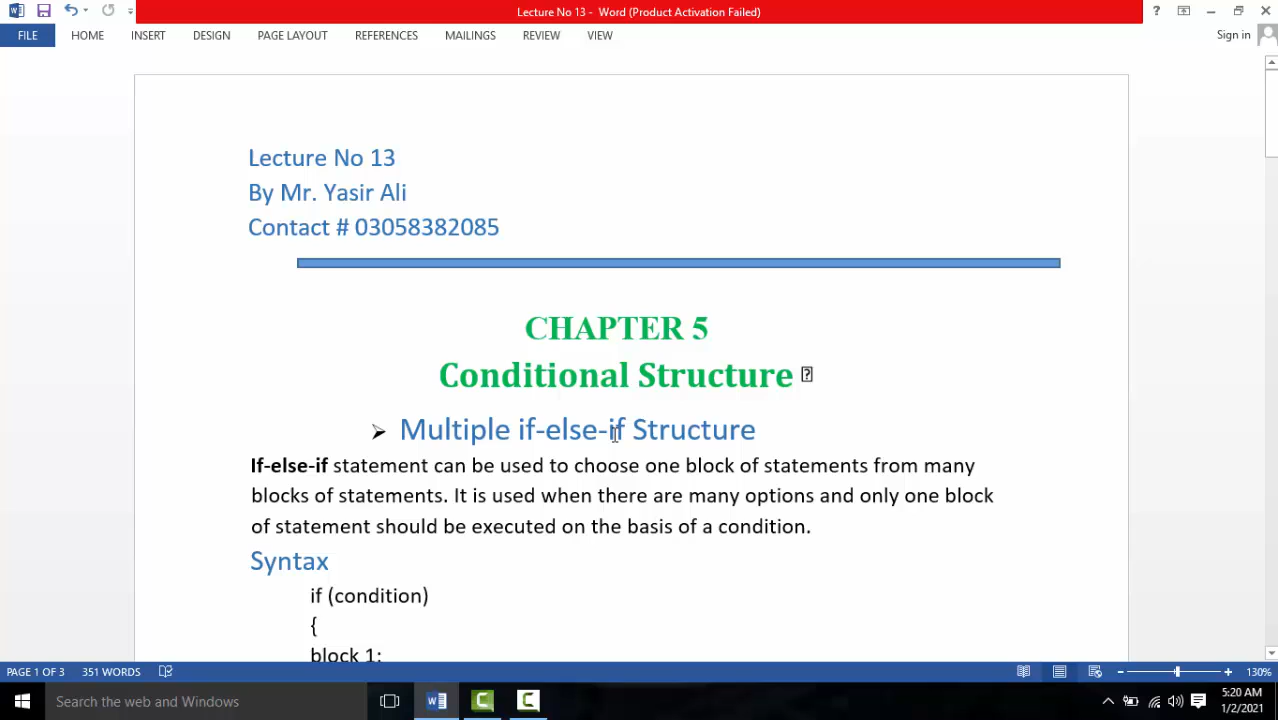 Lecture No 13 - Word (Product Activation Failed)
?
FILE HOME INSERT DESIGN PAGE LAYOUT REFERENCES MAILINGS REVIEW VIEW Sign in
Lecture No 13
By Mr. Yasir Ali
Contact # 03058382085
CHAPTER 5
Conditional Structure ?
➢ Multiple if-else-if Structure
If-else-if statement can be used to choose one block of statements from many
blocks of statements. It is used when there are many options and only one block
of statement should be executed on the basis of a condition.
Syntax
if (condition)
{
block 1;
PAGE 1 OF 3 351 WORDS 130%
Search the web and Windows
5:20 AM
1/2/2021